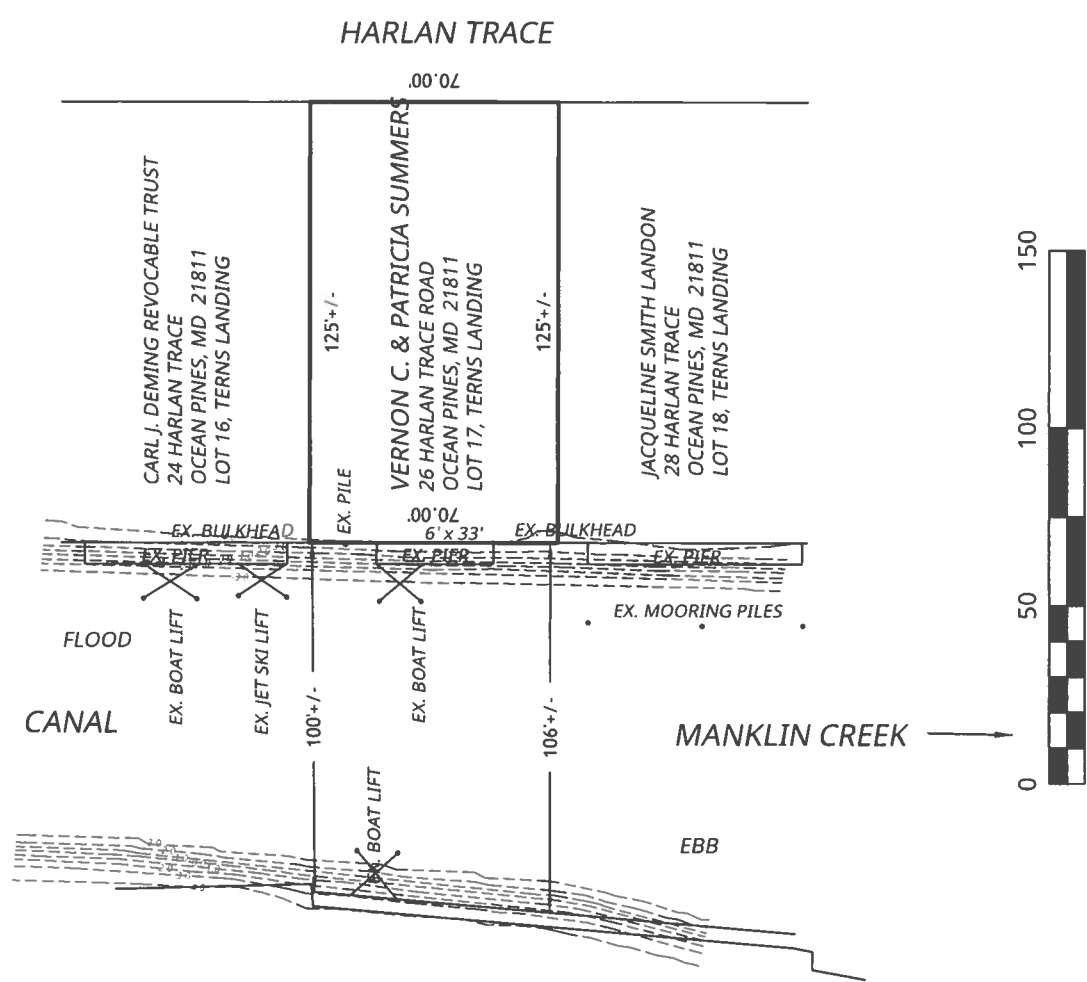 HARLAN TRACE
70.00'
CARL J. DEMING REVOCABLE TRUST
24 HARLAN TRACE
OCEAN PINES, MD 21811
LOT 16, TERNS LANDING
125'+/-
VERNON C. & PATRICIA SUMMERS
26 HARLAN TRACE ROAD
OCEAN PINES, MD 21811
LOT 17, TERNS LANDING
125'+/-
JACQUELINE SMITH LANDON
28 HARLAN TRACE
OCEAN PINES, MD 21811
LOT 18, TERNS LANDING
EX. PILE
70.00'
6' x 33'
EX. BULKHEAD
EX. BULKHEAD
EX. PIER
EX. PIER
EX. PIER
EX. MOORING PILES
FLOOD
EX. BOAT LIFT
EX. JET SKI LIFT
EX. BOAT LIFT
CANAL
100'+/-
106'+/-
MANKLIN CREEK
BOAT LIFT
EBB
150
100
50
0